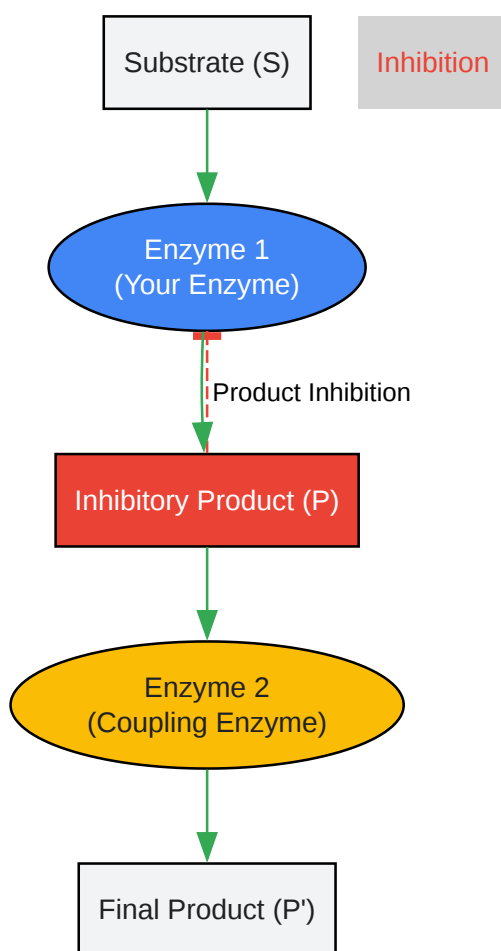 Substrate (S)
Inhibition
Enzyme 1
(Your Enzyme)
Product Inhibition
Inhibitory Product (P)
Enzyme 2
(Coupling Enzyme)
Final Product (P')